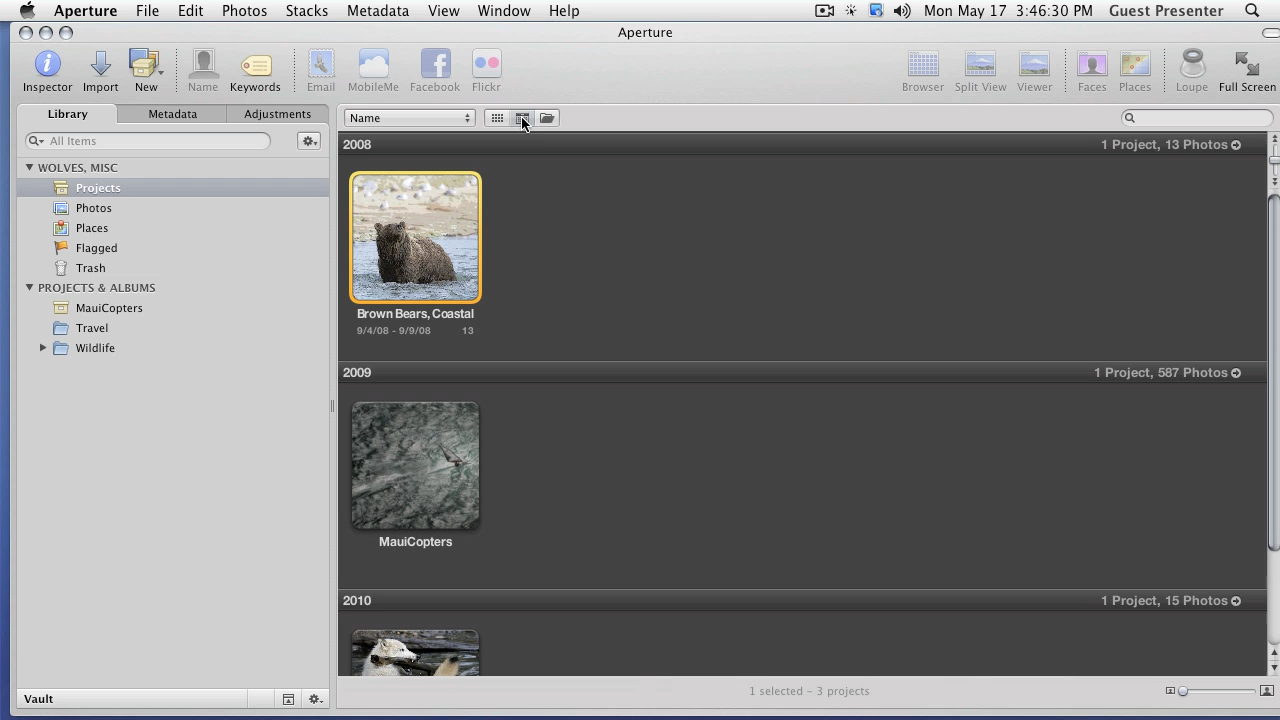 Aperture File Edit Photos Stacks Metadata View Window Help Mon May 17 3:46:30 PM Guest Presenter
Aperture
Inspector Import New Name Keywords Email MobileMe Facebook Flickr Browser Split View Viewer Faces Places Loupe Full Screen
Library Metadata Adjustments
Name
All Items
WOLVES, MISC
Projects
Photos
Places
Flagged
Trash
PROJECTS & ALBUMS
MauiCopters
Travel
Wildlife
Vault
2008 1 Project, 13 Photos
Brown Bears, Coastal
9/4/08 - 9/9/08 13
2009 1 Project, 587 Photos
MauiCopters
2010 1 Project, 15 Photos
1 selected - 3 projects